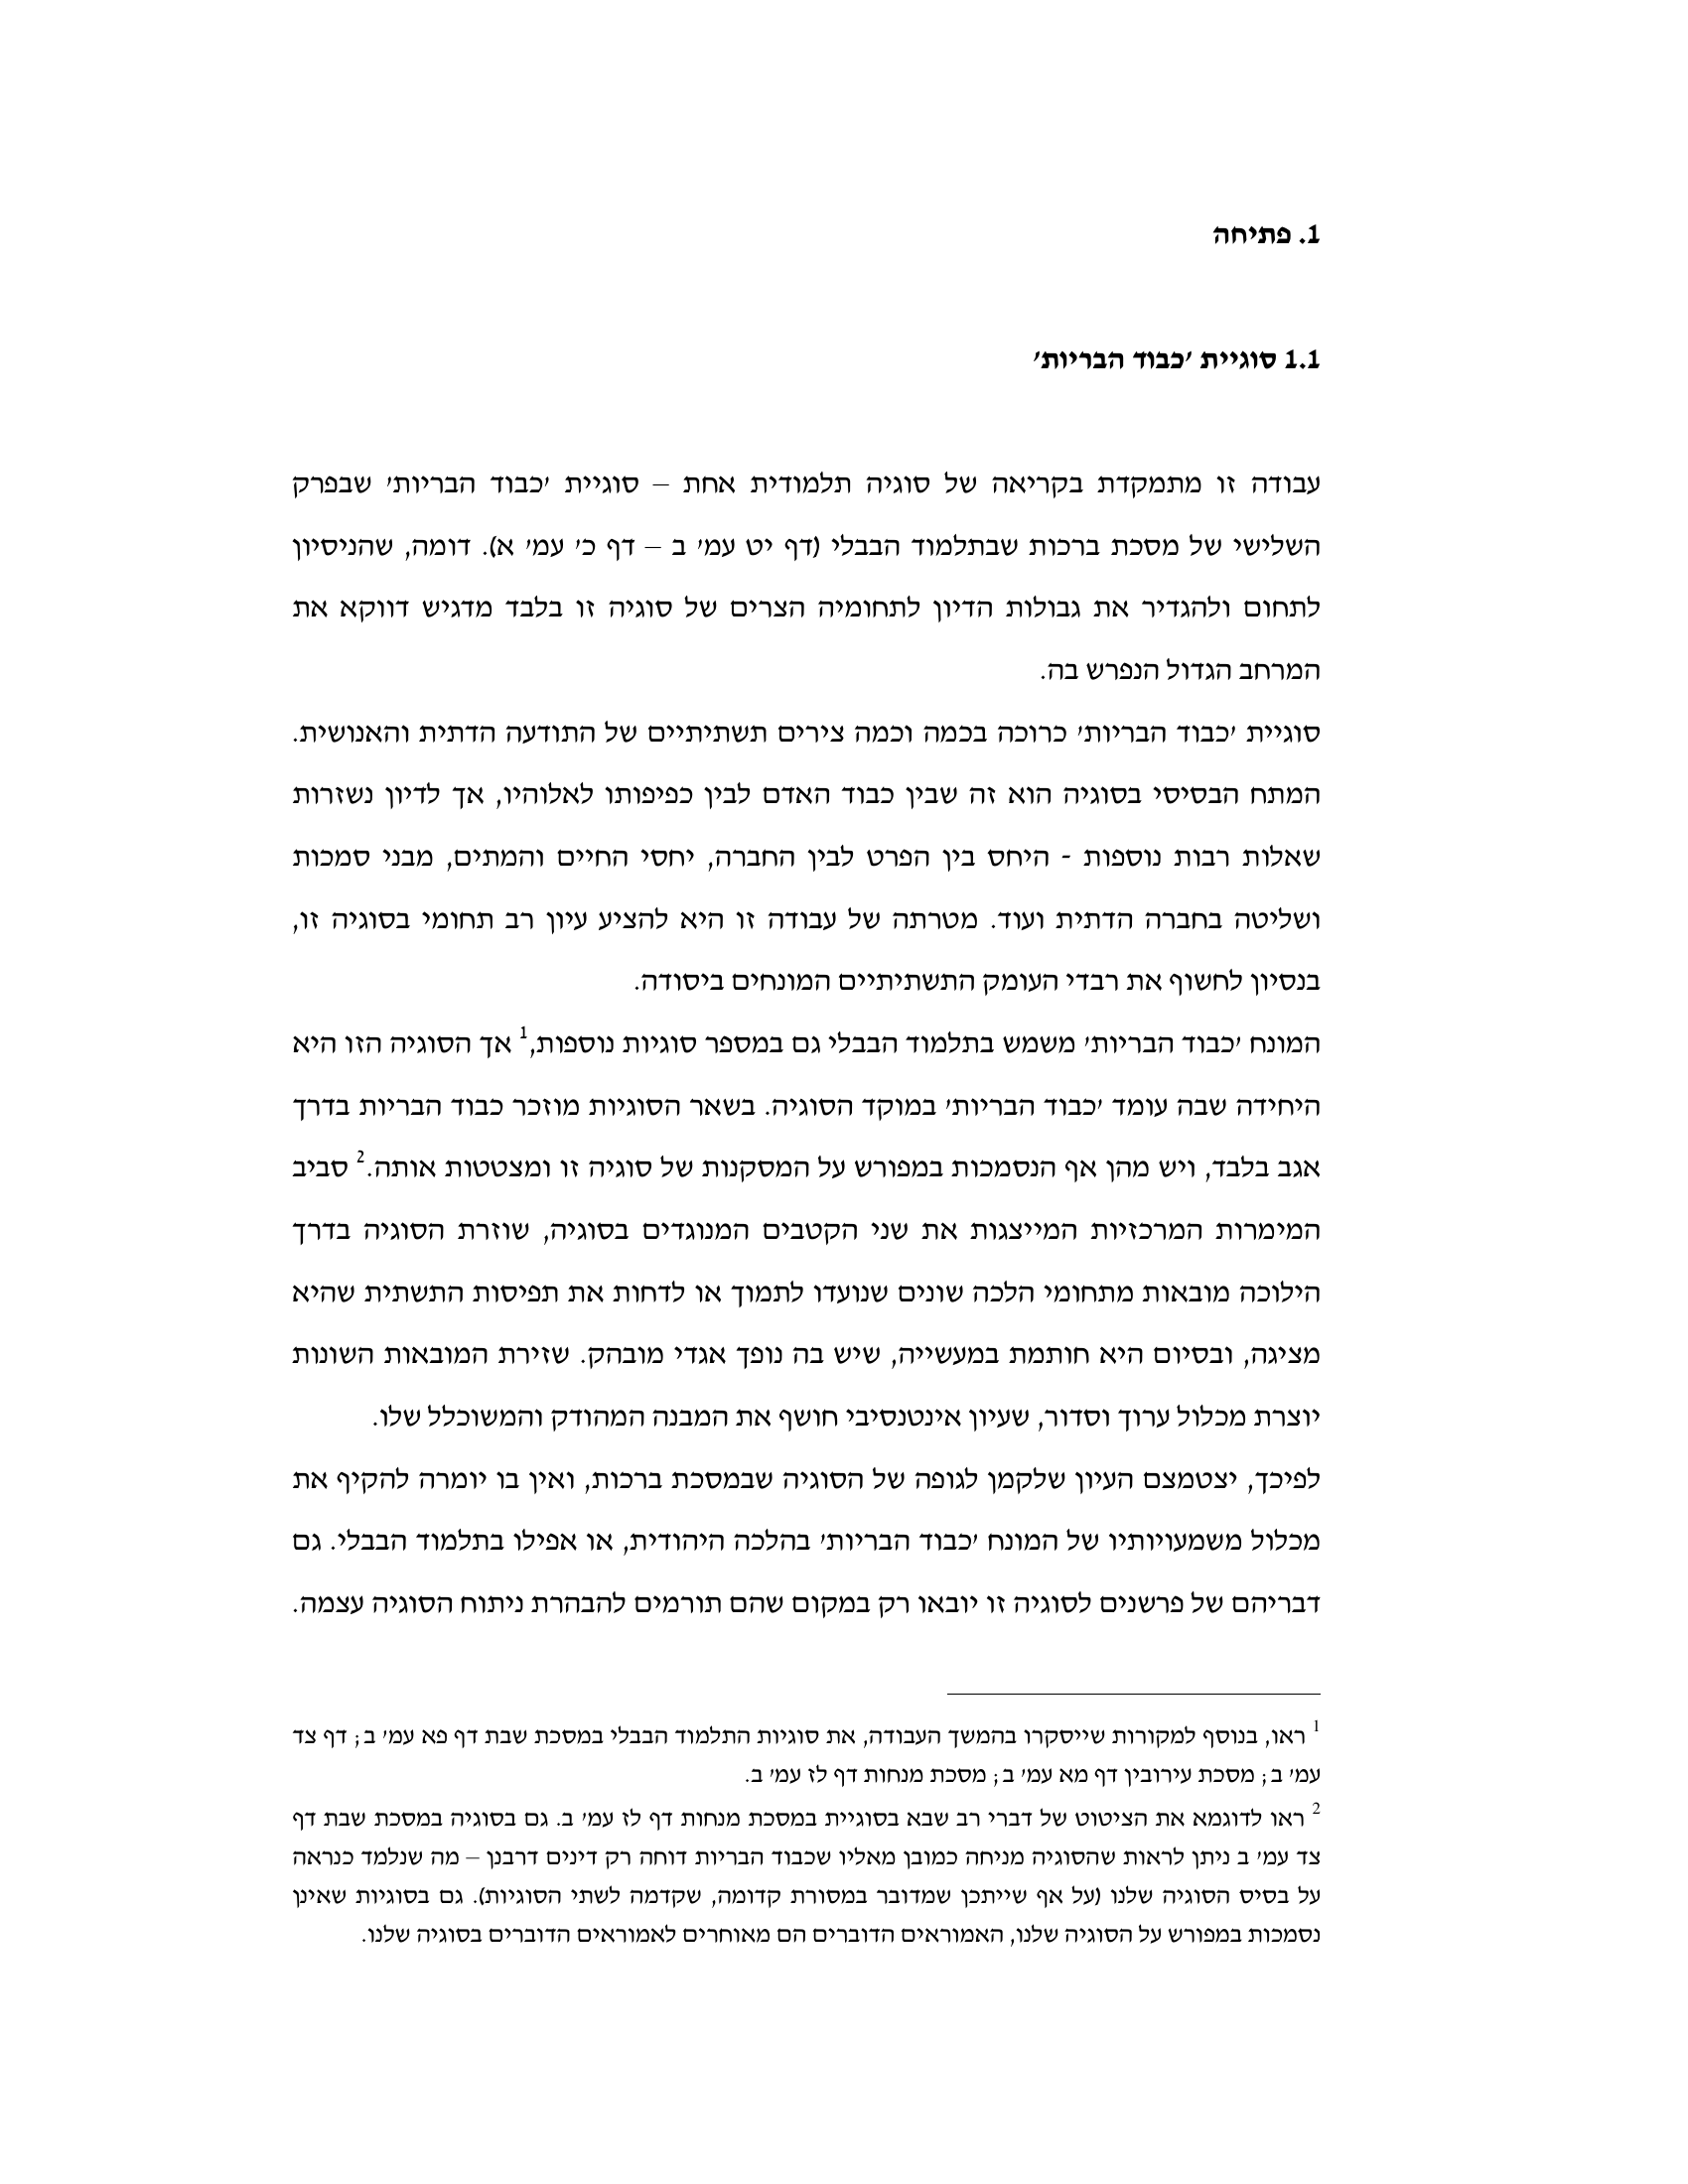 1. פתיחה
1.1 סוגיית 'כבוד הבריות'
עבודה זו מתמקדת בקריאה של סוגיה תלמודית אחת – סוגיית 'כבוד הבריות' שבפרק
השלישי של מסכת ברכות שבתלמוד הבבלי (דף יט עמ' ב – דף כ' עמ' א). דומה, שהניסיון
לתחום ולהגדיר את גבולות הדיון לתחומיה הצרים של סוגיה זו בלבד מדגיש דווקא את
המרחב הגדול הנפרש בה.
סוגיית 'כבוד הבריות' כרוכה בכמה וכמה צירים תשתיתיים של התודעה הדתית והאנושית.
המתח הבסיסי בסוגיה הוא זה שבין כבוד האדם לבין כפיפותו לאלוהיו, אך לדיון נשזרות
שאלות רבות נוספות - היחס בין הפרט לבין החברה, יחסי החיים והמתים, מבני סמכות
ושליטה בחברה הדתית ועוד. מטרתה של עבודה זו היא להציע עיון רב תחומי בסוגיה זו,
בנסיון לחשוף את רבדי העומק התשתיתיים המונחים ביסודה.
המונח 'כבוד הבריות' משמש בתלמוד הבבלי גם במספר סוגיות נוספות,1 אך הסוגיה הזו היא
היחידה שבה עומד 'כבוד הבריות' במוקד הסוגיה. בשאר הסוגיות מוזכר כבוד הבריות בדרך
אגב בלבד, ויש מהן אף הנסמכות במפורש על המסקנות של סוגיה זו ומצטטות אותה.2 סביב
המימרות המרכזיות המייצגות את שני הקטבים המנוגדים בסוגיה, שוזרת הסוגיה בדרך
הילוכה מובאות מתחומי הלכה שונים שנועדו לתמוך או לדחות את תפיסות התשתית שהיא
מציגה, ובסיום היא חותמת במעשייה, שיש בה נופך אגדי מובהק. שזירת המובאות השונות
יוצרת מכלול ערוך וסדור, שעיון אינטנסיבי חושף את המבנה המהודק והמשוכלל שלו.
לפיכך, יצטמצם העיון שלקמן לגופה של הסוגיה שבמסכת ברכות, ואין בו יומרה להקיף את
מכלול משמעויותיו של המונח 'כבוד הבריות' בהלכה היהודית, או אפילו בתלמוד הבבלי. גם
דבריהם של פרשנים לסוגיה זו יובאו רק במקום שהם תורמים להבהרת ניתוח הסוגיה עצמה.
1 ראו, בנוסף למקורות שייסקרו בהמשך העבודה, את סוגיות התלמוד הבבלי במסכת שבת דף פא עמ' ב; דף צד
עמ' ב; מסכת עירובין דף מא עמ' ב; מסכת מנחות דף לז עמ' ב.
2 ראו לדוגמא את הציטוט של דברי רב שבא בסוגיית במסכת מנחות דף לז עמ' ב. גם בסוגיה במסכת שבת דף
צד עמ' ב ניתן לראות שהסוגיה מניחה כמובן מאליו שכבוד הבריות דוחה רק דינים דרבנן – מה שנלמד כנראה
על בסיס הסוגיה שלנו (על אף שייתכן שמדובר במסורת קדומה, שקדמה לשתי הסוגיות). גם בסוגיות שאינן
נסמכות במפורש על הסוגיה שלנו, האמוראים הדוברים הם מאוחרים לאמוראים הדוברים בסוגיה שלנו.